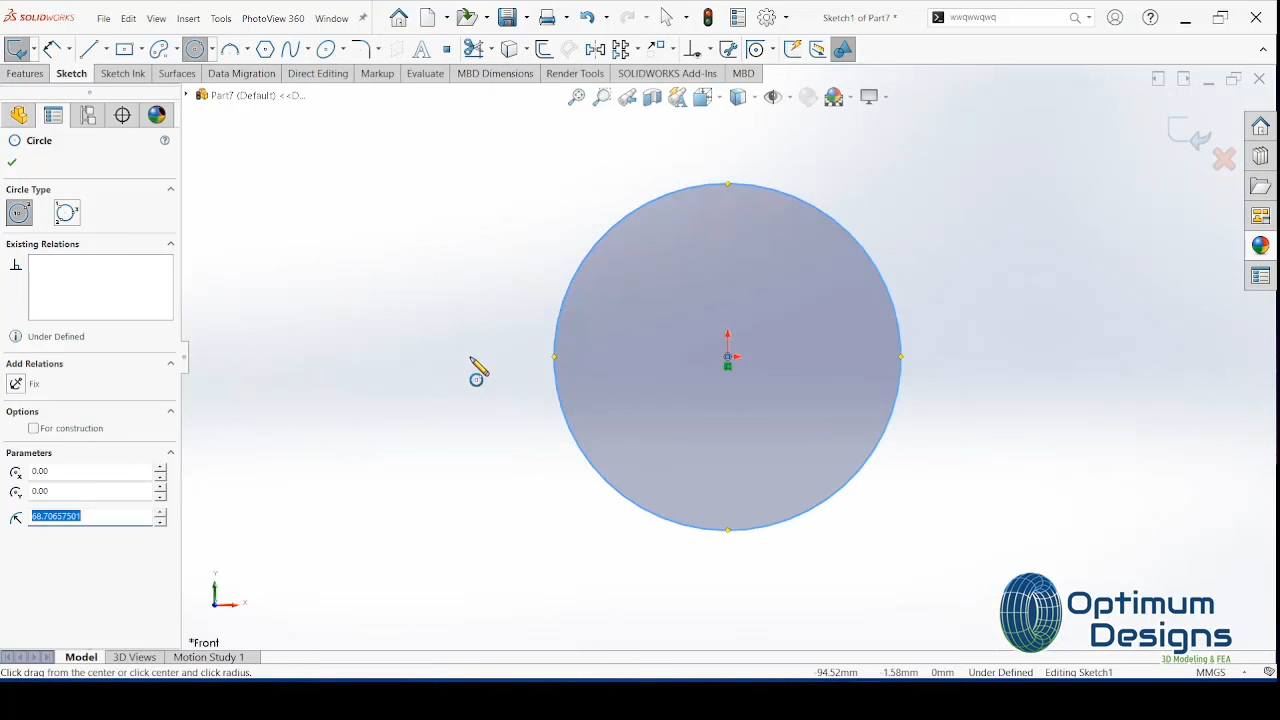 SOLIDWORKS File Edit View Insert Tools PhotoView 360 Window Sketch1 of Part7 * wwqwwqwq
Features Sketch Sketch Ink Surfaces Data Migration Direct Editing Markup Evaluate MBD Dimensions Render Tools SOLIDWORKS Add-Ins MBD
Part7 (Default) <<D...
Circle
Circle Type
Existing Relations
Under Defined
Add Relations
Fix
Options
For construction
Parameters
0.00
0.00
68.70657501
Y
X
*Front
Optimum
Designs
3D Modeling & FEA
Model 3D Views Motion Study 1
Click drag from the center or click center and click radius. -94.52mm -1.58mm 0mm Under Defined Editing Sketch1 MMGS